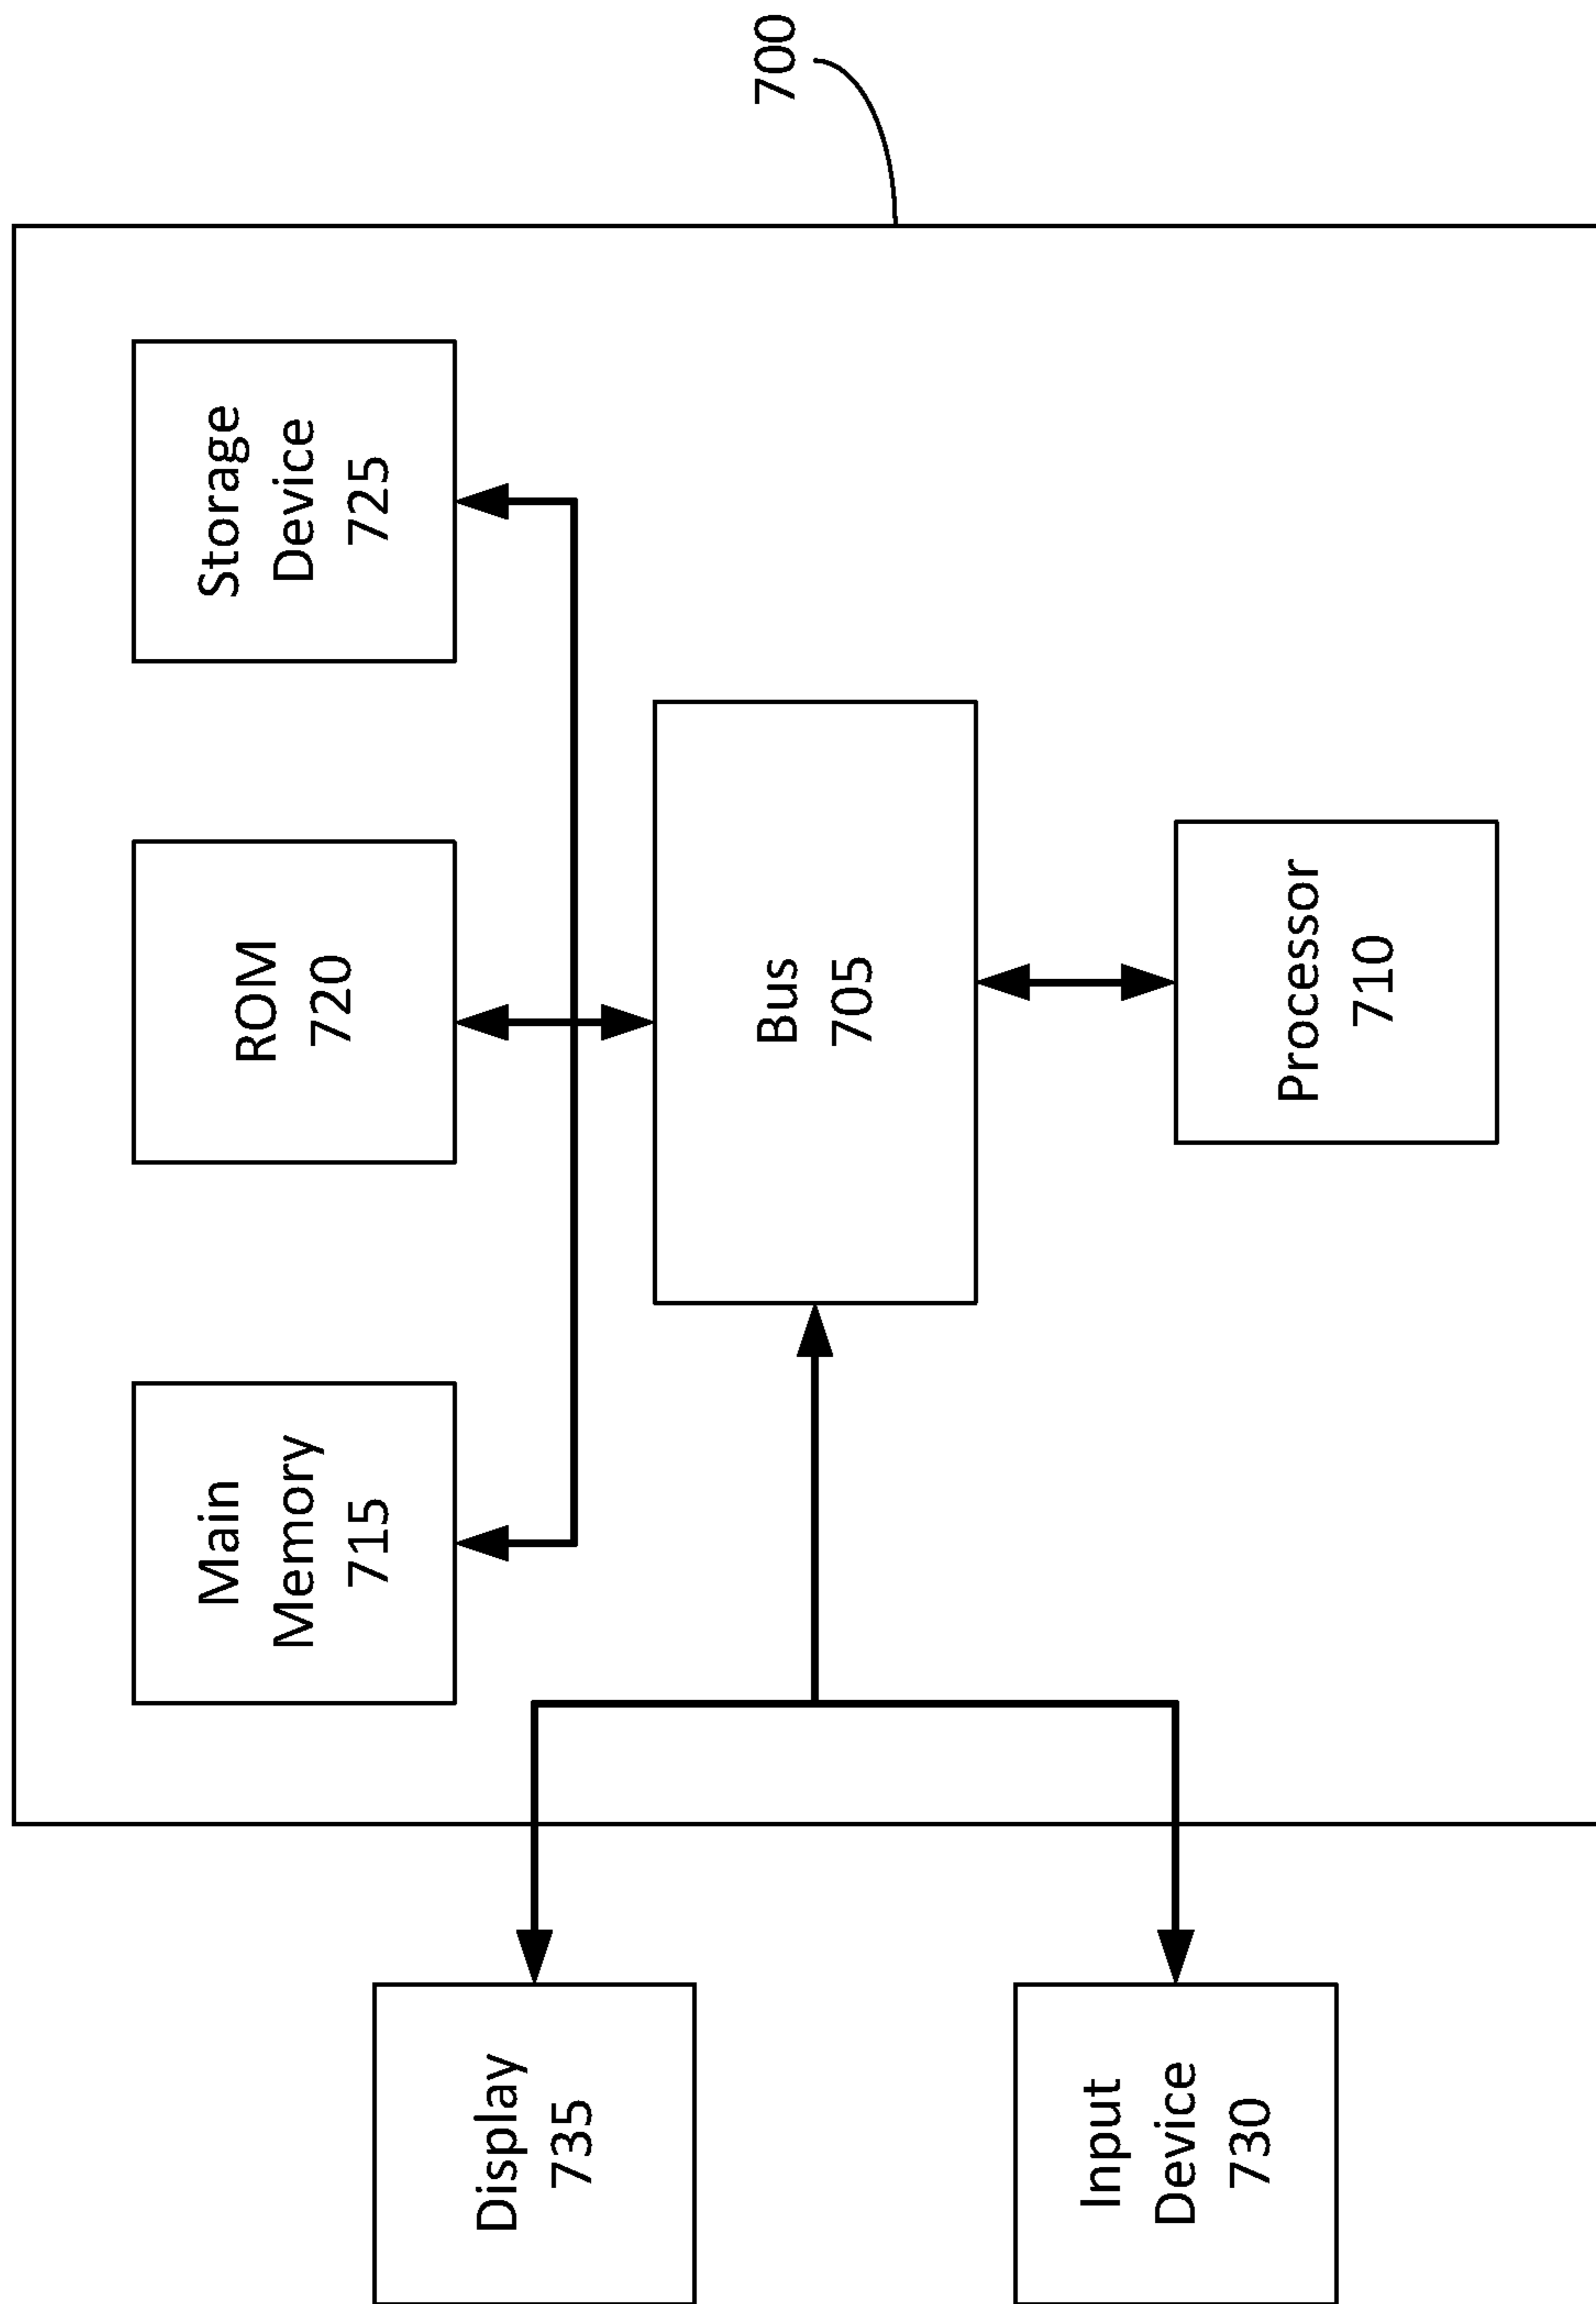 700
Main
Memory
715
ROM
720
Storage
Device
725
Display
735
Bus
705
Input
Device
730
Processor
710